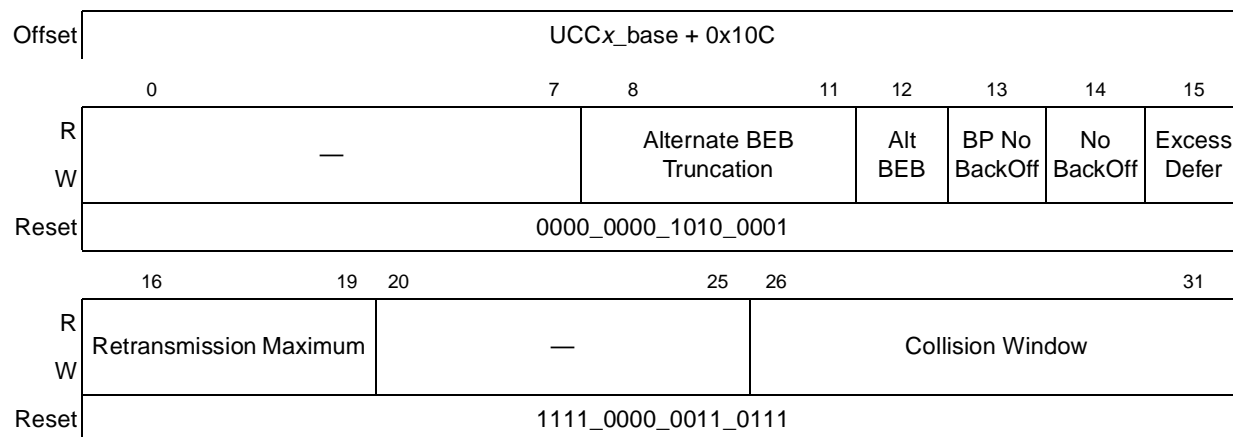 Offset UCCx_base + 0x10C
0 7 8 11 12 13 14 15
R
W
— Alternate BEB Truncation Alt BEB BP No BackOff No BackOff Excess Defer
Reset 0000_0000_1010_0001
16 19 20 25 26 31
R
W
Retransmission Maximum — Collision Window
Reset 1111_0000_0011_0111